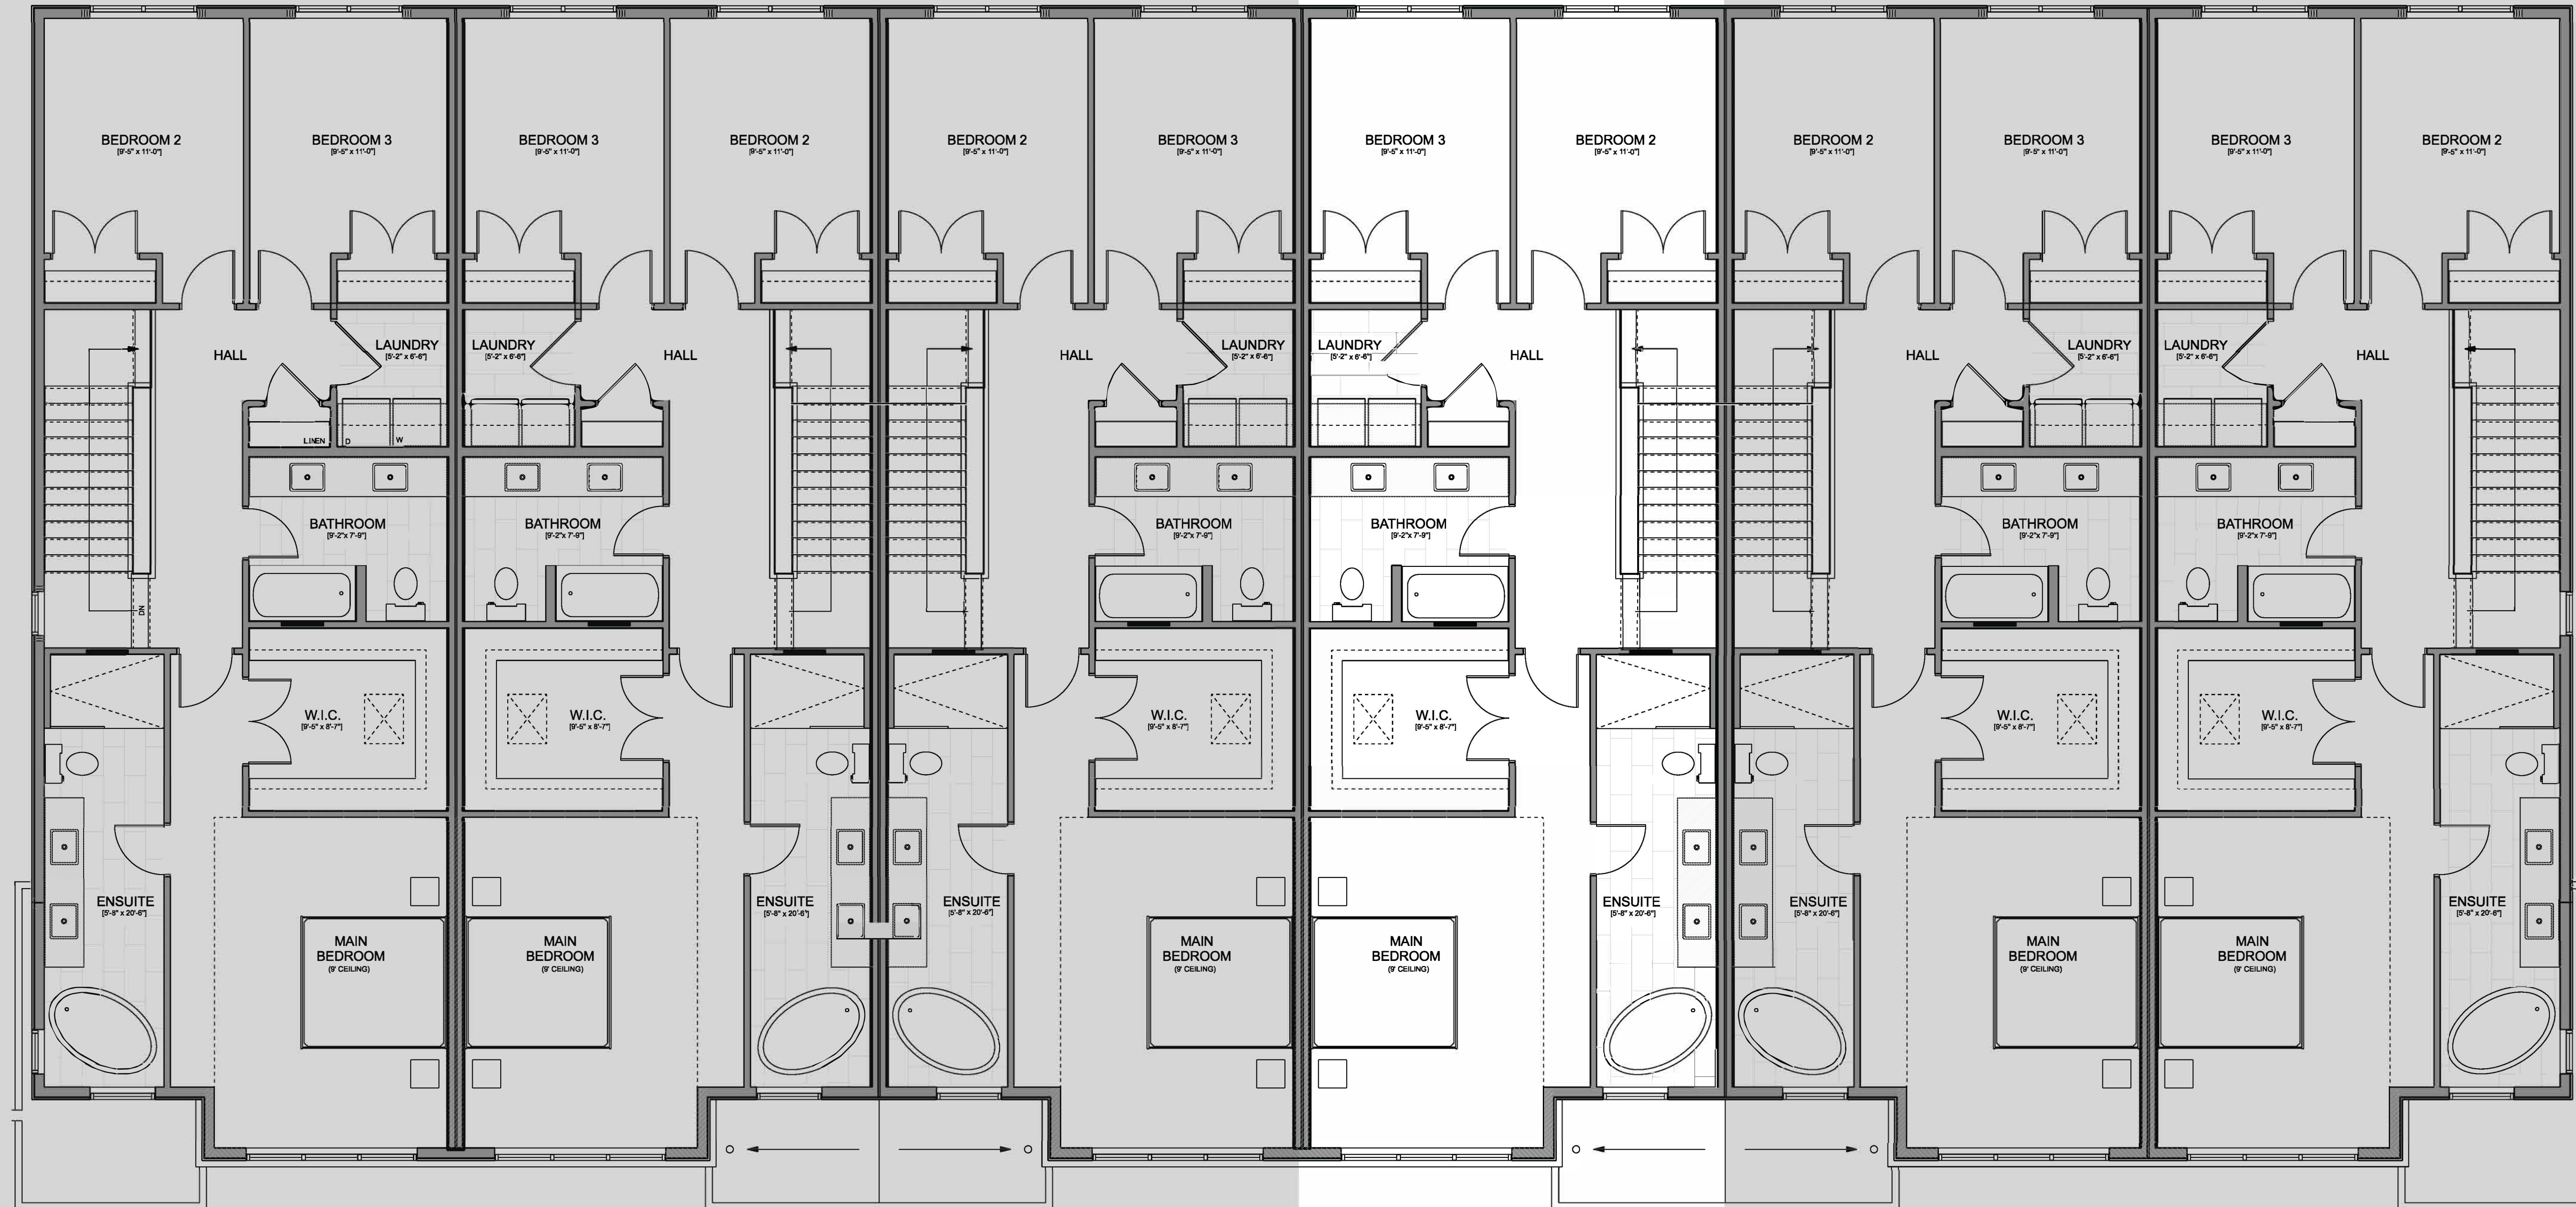 BEDROOM 2
[9'-5" x 11'-0"]
BEDROOM 3
[9'-5" x 11'-0"]
BEDROOM 3
[9'-5" x 11'-0"]
BEDROOM 2
[9'-5" x 11'-0"]
BEDROOM 2
[9'-5" x 11'-0"]
BEDROOM 3
[9'-5" x 11'-0"]
BEDROOM 3
[9'-5" x 11'-0"]
BEDROOM 2
[9'-5" x 11'-0"]
BEDROOM 2
[9'-5" x 11'-0"]
BEDROOM 3
[9'-5" x 11'-0"]
BEDROOM 3
[9'-5" x 11'-0"]
BEDROOM 2
[9'-5" x 11'-0"]
HALL
LAUNDRY
[5'-2" x 6'-6"]
LAUNDRY
[5'-2" x 6'-6"]
HALL
HALL
LAUNDRY
[5'-2" x 6'-6"]
LAUNDRY
[5'-2" x 6'-6"]
HALL
HALL
LAUNDRY
[5'-2" x 6'-6"]
LAUNDRY
[5'-2" x 6'-6"]
HALL
LINEN
D
W
BATHROOM
[9'-2"x 7'-9"]
BATHROOM
[9'-2"x 7'-9"]
BATHROOM
[9'-2"x 7'-9"]
BATHROOM
[9'-2"x 7'-9"]
BATHROOM
[9'-2"x 7'-9"]
BATHROOM
[9'-2"x 7'-9"]
DN
W.I.C.
[9'-5" x 8'-7"]
W.I.C.
[9'-5" x 8'-7"]
W.I.C.
[9'-5" x 8'-7"]
W.I.C.
[9'-5" x 8'-7"]
W.I.C.
[9'-5" x 8'-7"]
W.I.C.
[9'-5" x 8'-7"]
ENSUITE
[5'-8" x 20'-6"]
ENSUITE
[5'-8" x 20'-6"]
ENSUITE
[5'-8" x 20'-6"]
ENSUITE
[5'-8" x 20'-6"]
ENSUITE
[5'-8" x 20'-6"]
ENSUITE
[5'-8" x 20'-6"]
MAIN
BEDROOM
(9' CEILING)
MAIN
BEDROOM
(9' CEILING)
MAIN
BEDROOM
(9' CEILING)
MAIN
BEDROOM
(9' CEILING)
MAIN
BEDROOM
(9' CEILING)
MAIN
BEDROOM
(9' CEILING)